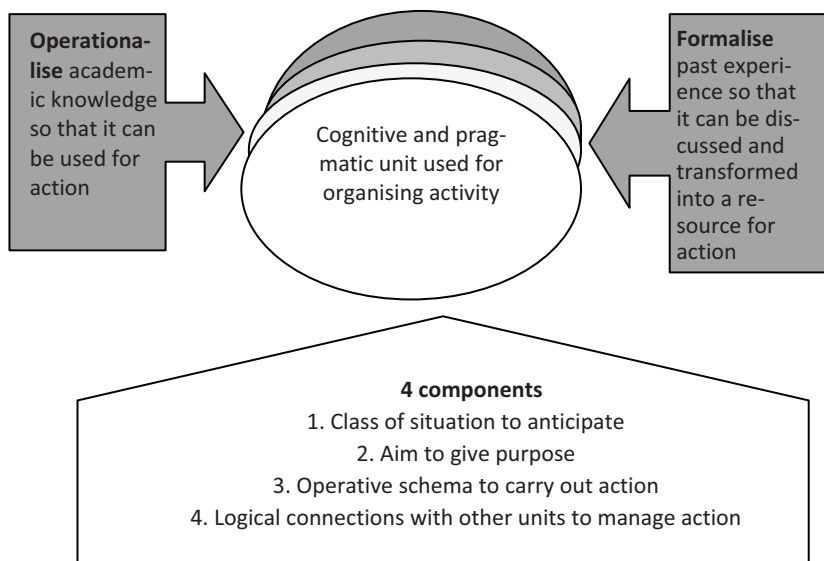 Operationa-
lise academ-
ic knowledge
so that it can
be used for
action
Cognitive and prag-
matic unit used for
organising activity
Formalise
past experi-
ence so that
it can be dis-
cussed and
transformed
into a re-
source for
action
4 components
1. Class of situation to anticipate
2. Aim to give purpose
3. Operative schema to carry out action
4. Logical connections with other units to manage action